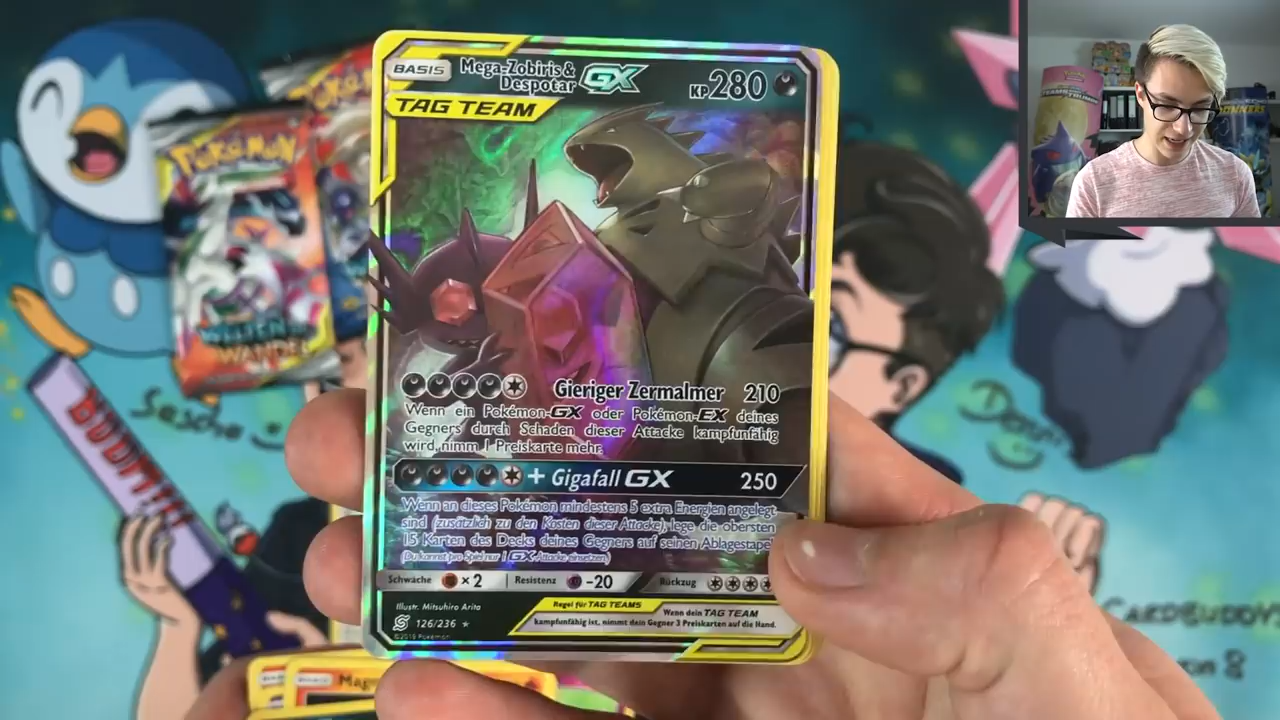 BASIS Mega-Zobiris & Despotar GX KP280
TAG TEAM
Gieriger Zermalmer 210
Wenn ein Pokémon-GX oder Pokémon-EX deines
Gegners durch Schaden dieser Attacke kampfunfähig
wird, nimm 1 Preiskarte mehr.
+ Gigafall GX 250
Wenn an dieses Pokémon mindestens 5 extra Energien angelegt
sind (zusätzlich zu den Kosten dieser Attacke), lege die obersten
15 Karten des Decks deines Gegners auf seinen Ablagestapel
(Du kannst pro Spiel nur 1 GX-Attacke einsetzen.)
Schwäche ×2 Resistenz -20 Rückzug
Illustr. Mitsuhiro Arita
126/236
©2019 Pokémon
Regel für TAG TEAMS
Wenn dein TAG TEAM
kampfunfähig ist, nimmt dein Gegner 3 Preiskarten auf die Hand.
POKÉMON
Sascha
CARDBUDDYS